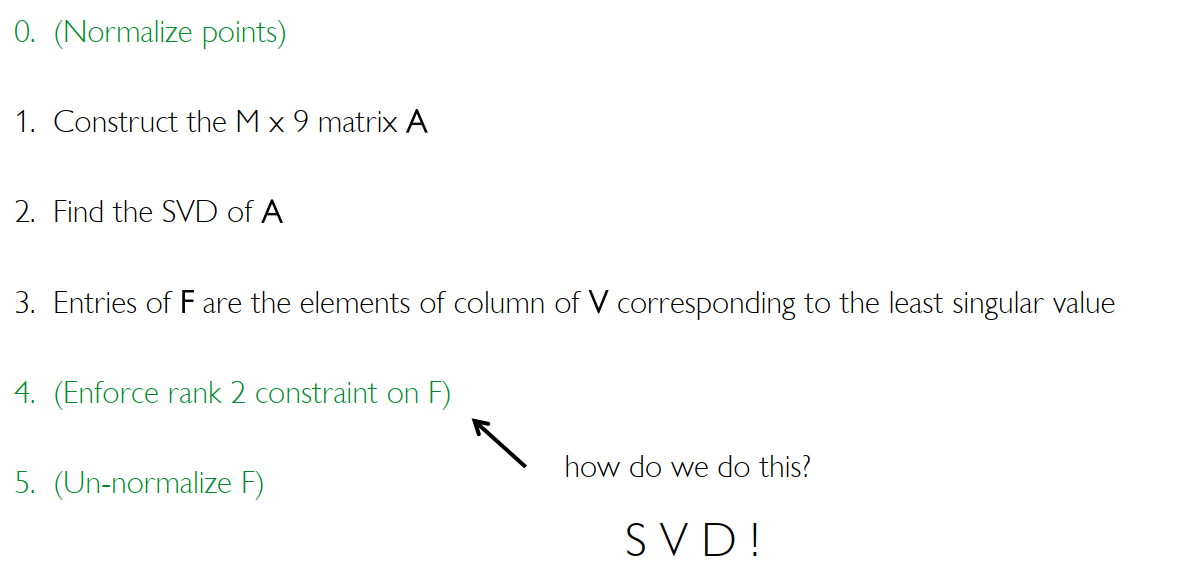 0. (Normalize points)
1. Construct the M x 9 matrix A
2. Find the SVD of A
3. Entries of F are the elements of column of V corresponding to the least singular value
4. (Enforce rank 2 constraint on F)
how do we do this?
5. (Un-normalize F)
S V D !